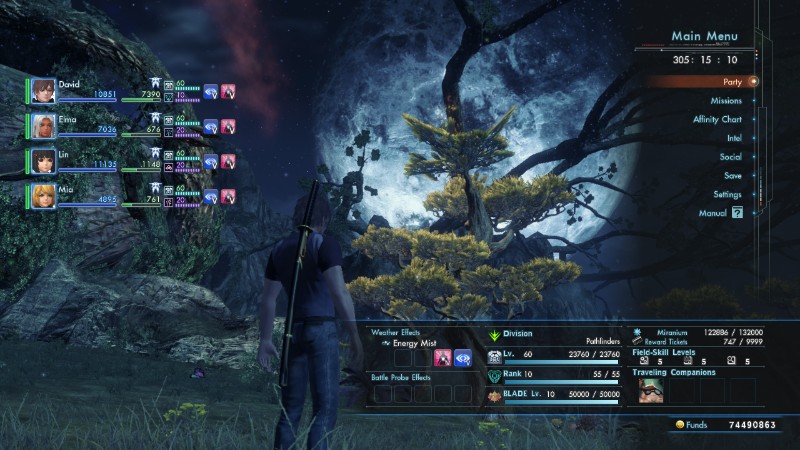 Main Menu
305 : 15 : 10
Party
Missions
Affinity Chart
Intel
Social
Save
Settings
Manual ?
David
10851 7390
60
10
Elma
7036 676
60
20
Lin
11135 1148
60
20
Mia
4895 761
60
20
Weather Effects
Energy Mist
Battle Probe Effects
Division
Pathfinders
Lv. 60 23760 / 23760
Rank 10 55 / 55
BLADE Lv. 10 50000 / 50000
Miranium 122886 / 132000
Reward Tickets 747 / 9999
Field-Skill Levels
5 5 5
Traveling Companions
Funds 74490863